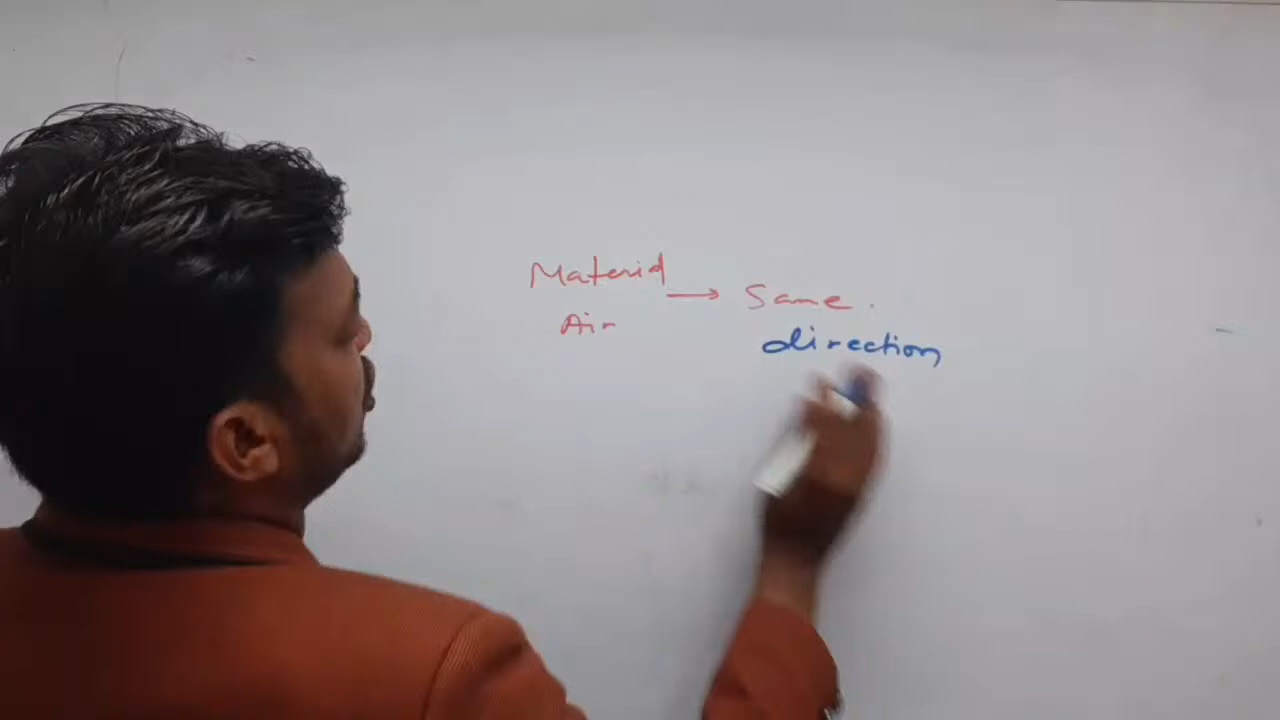 Material
→ Same.
Air
direction